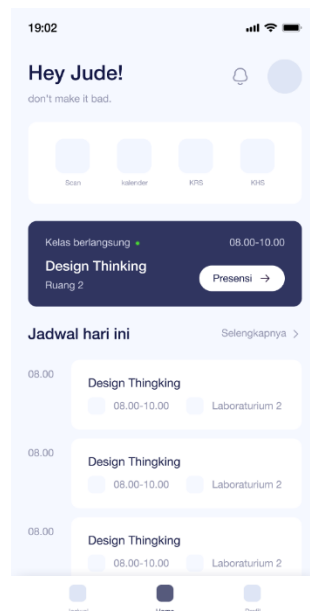 19:02
Hey Jude!
don't make it bad.
Scan kalender KRS KHS
Kelas berlangsung 08.00-10.00
Design Thinking
Ruang 2
Presensi →
Jadwal hari ini Selengkapnya >
08.00
Design Thingking
08.00-10.00 Laboraturium 2
08.00
Design Thingking
08.00-10.00 Laboraturium 2
08.00
Design Thingking
08.00-10.00 Laboraturium 2
Jadwal Home Profil